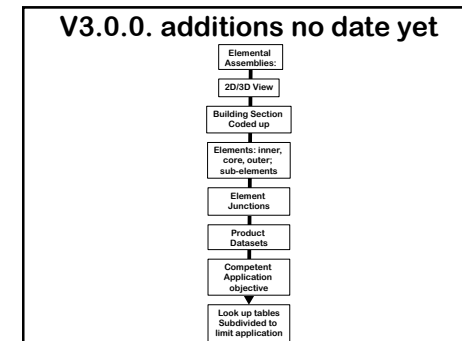 V3.0.0. additions no date yet
Elemental
Assemblies:
2D/3D View
Building Section
Coded up
Elements: inner,
core, outer;
sub-elements
Element
Junctions
Product
Datasets
Competent
Application
objective
Look up tables
Subdivided to
limit application